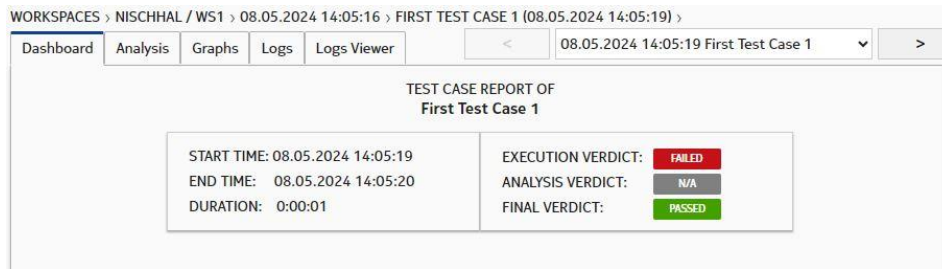 WORKSPACES > NISCHHAL / WS1 > 08.05.2024 14:05:16 > FIRST TEST CASE 1 (08.05.2024 14:05:19) >
Dashboard Analysis Graphs Logs Logs Viewer < 08.05.2024 14:05:19 First Test Case 1 >
TEST CASE REPORT OF
First Test Case 1
START TIME: 08.05.2024 14:05:19 EXECUTION VERDICT: FAILED
END TIME: 08.05.2024 14:05:20 ANALYSIS VERDICT: N/A
DURATION: 0:00:01 FINAL VERDICT: PASSED